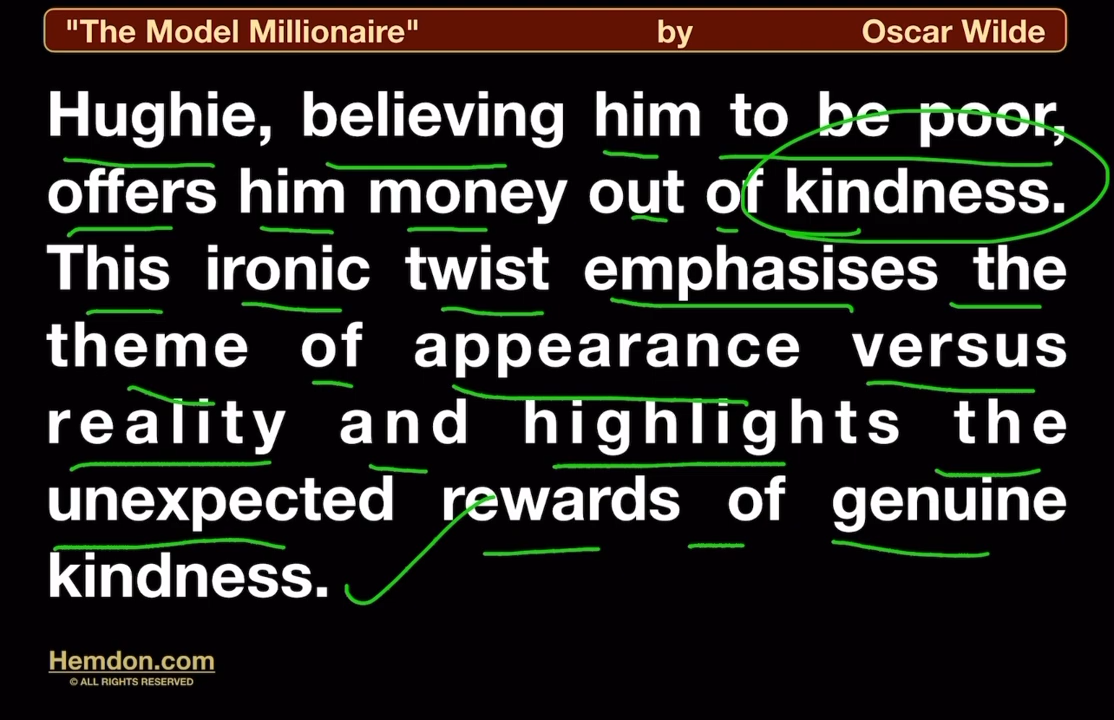 "The Model Millionaire" by Oscar Wilde
Hughie, believing him to be poor,
offers him money out of kindness.
This ironic twist emphasises the
theme of appearance versus
reality and highlights the
unexpected rewards of genuine
kindness.
Hemdon.com
© ALL RIGHTS RESERVED